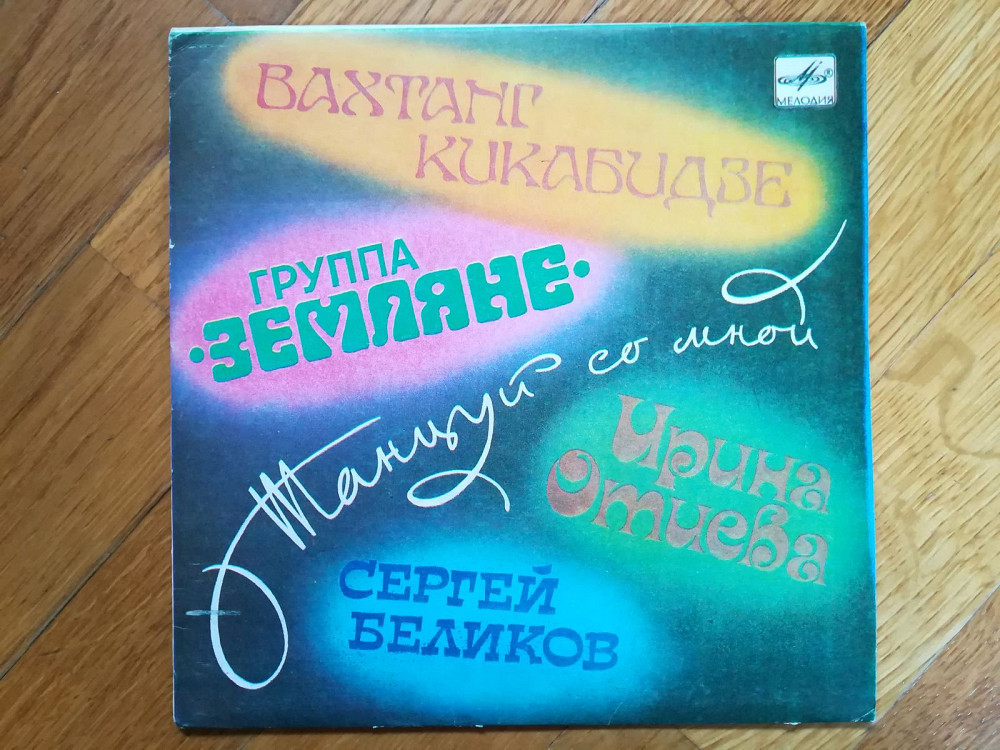 ВАХТАНГ
КИКАБИДЗЕ
МЕЛОДИЯ
ГРУППА
·ЗЕМЛЯНЕ·
Танцуй со мной
Ирина
Отиева
СЕРГЕЙ
БЕЛИКОВ